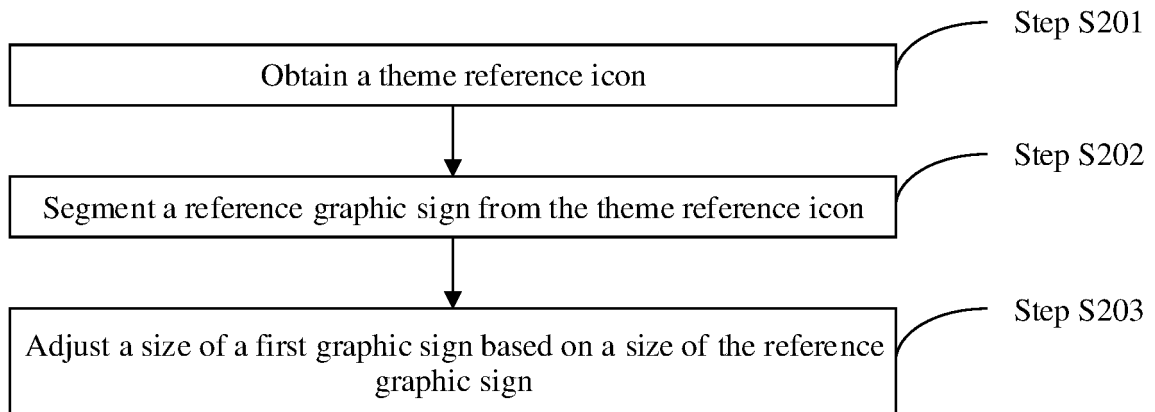 Step S201
Obtain a theme reference icon
Step S202
Segment a reference graphic sign from the theme reference icon
Step S203
Adjust a size of a first graphic sign based on a size of the reference
graphic sign